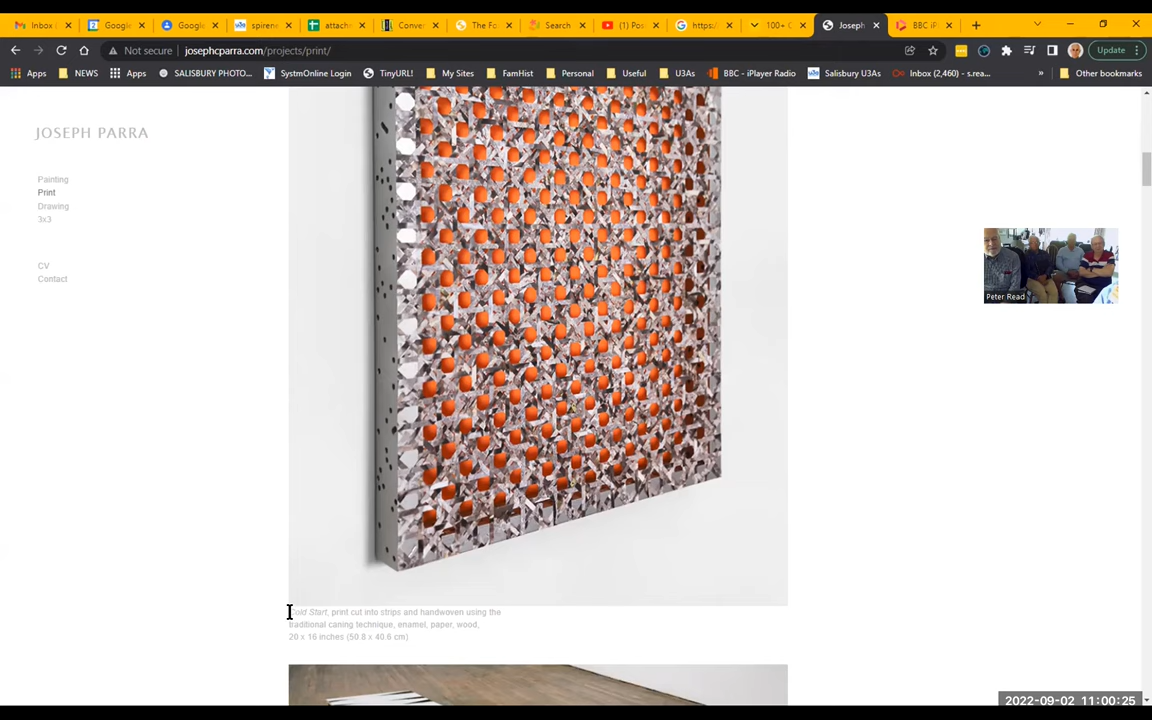 Inbox (
Google
Google
spirene
attach
Conver
The Fo
Search
(1) Pos
https:/
100+ C
Joseph
BBC iP
Not secure
josephcparra.com/projects/print/
Update
Apps
NEWS
Apps
SALISBURY PHOTO...
SystmOnline Login
TinyURL!
My Sites
FamHist
Personal
Useful
U3As
BBC - iPlayer Radio
Salisbury U3As
Inbox (2,460) - s.rea...
»
Other bookmarks
JOSEPH PARRA
Painting
Print
Drawing
3x3
CV
Contact
Peter Read
Cold Start, print cut into strips and handwoven using the
traditional caning technique, enamel, paper, wood,
20 x 16 inches (50.8 x 40.6 cm)
2022-09-02 11:00:25